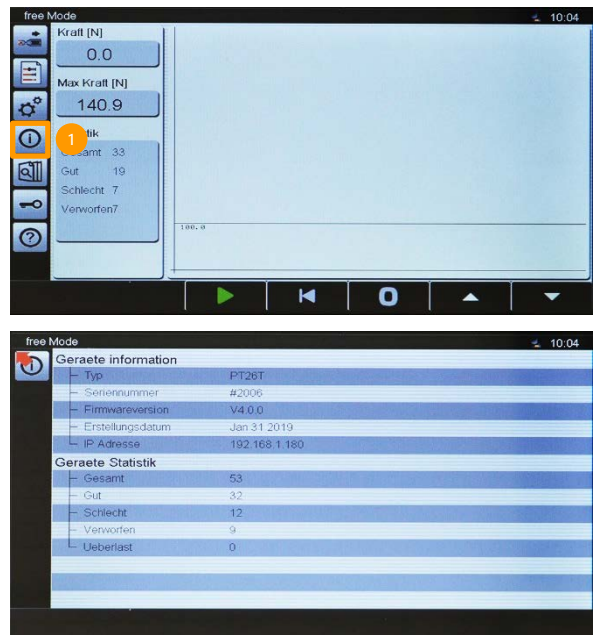 free Mode 10:04
Kraft [N]
0.0
Max Kraft [N]
140.9
1 tik
samt 33
Gut 19
Schlecht 7
Verworfen7
100.0
free Mode 10:04
Geraete information
Typ PT26T
Seriennummer #2006
Firmwareversion V4.0.0
Erstellungsdatum Jan 31 2019
IP Adresse 192.168.1.180
Geraete Statistik
Gesamt 53
Gut 32
Schlecht 12
Verworfen 9
Ueberlast 0